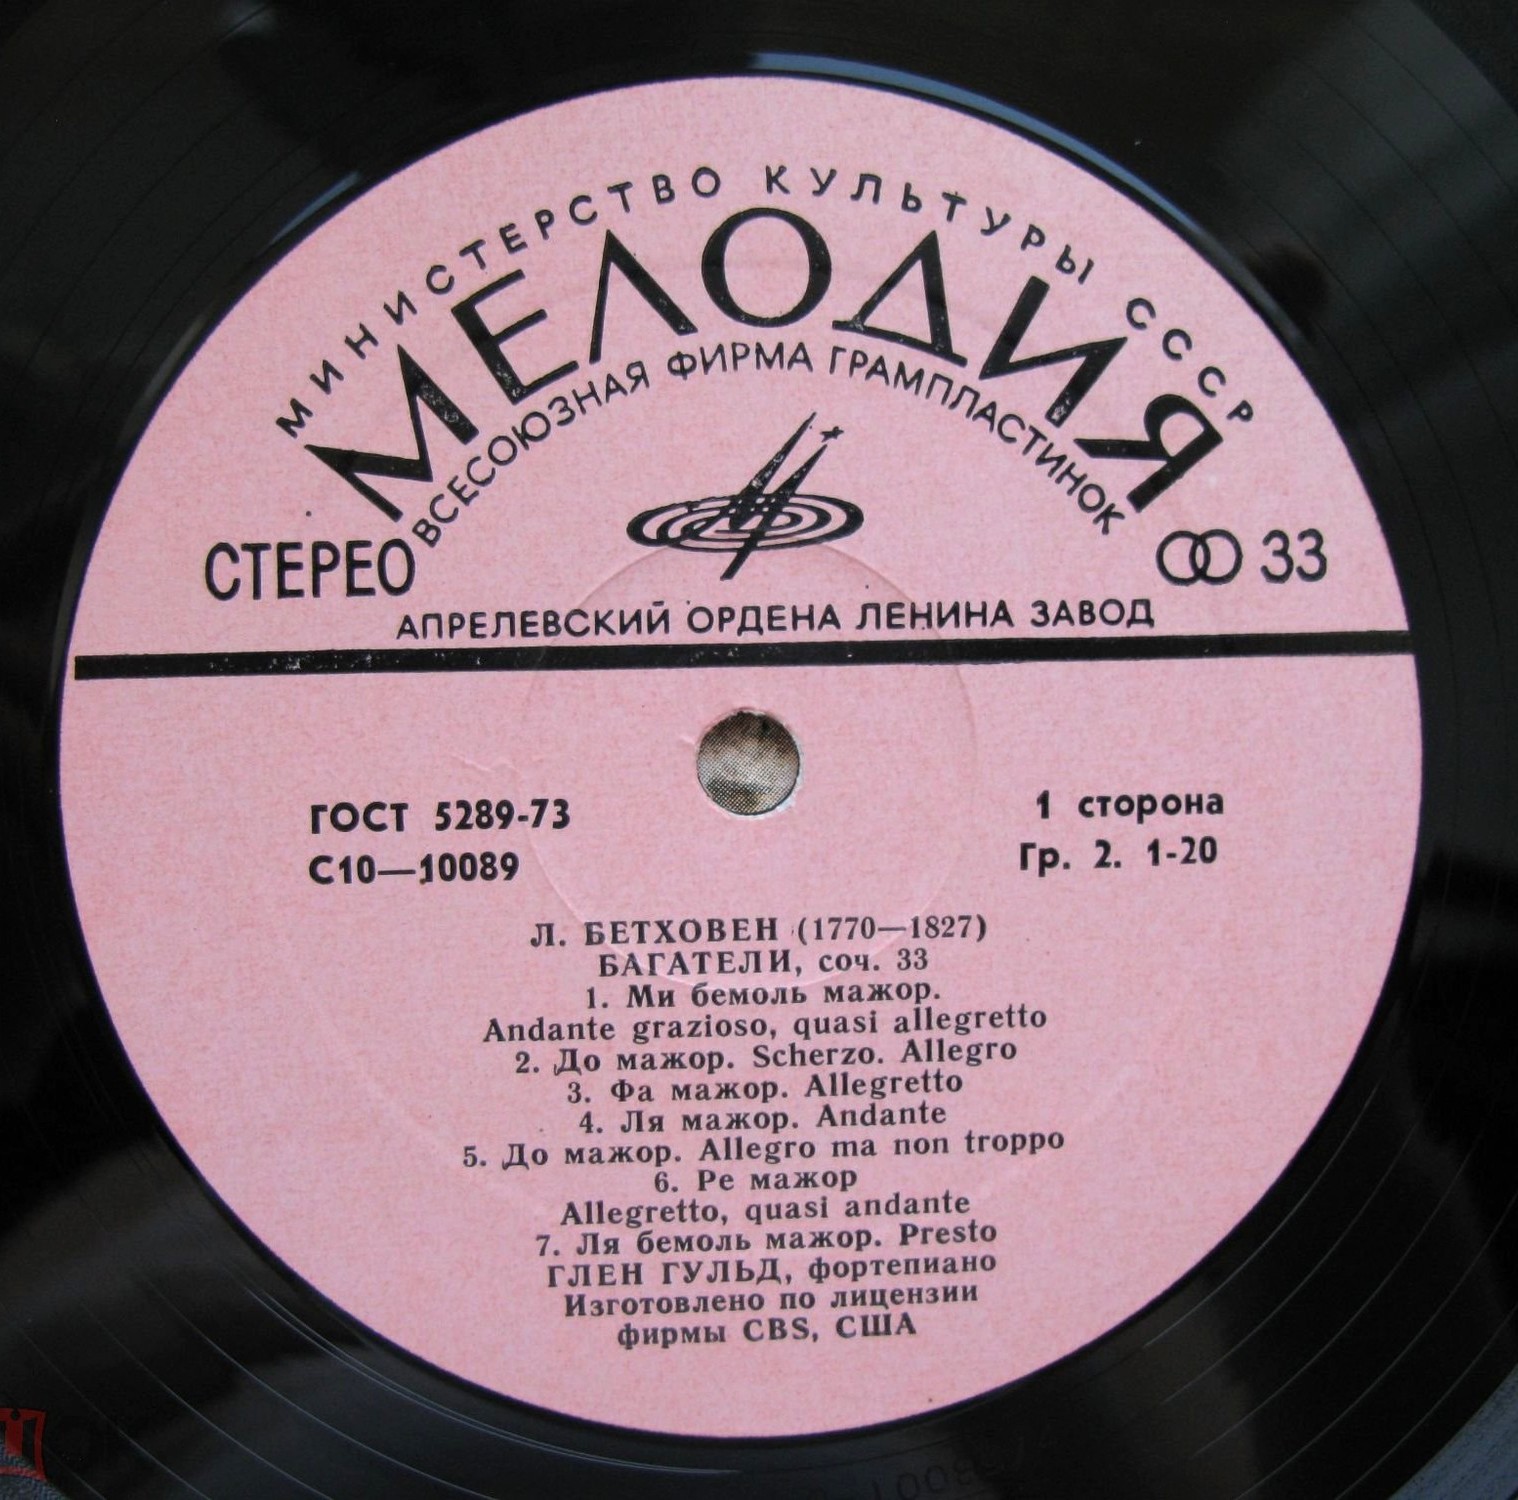 МИНИСТЕРСТВО КУЛЬТУРЫ СССР
МЕЛОДИЯ
ВСЕСОЮЗНАЯ ФИРМА ГРАМПЛАСТИНОК
СТЕРЕО
33
АПРЕЛЕВСКИЙ ОРДЕНА ЛЕНИНА ЗАВОД
ГОСТ 5289-73
С10—10089
1 сторона
Гр. 2. 1-20
Л. БЕТХОВЕН (1770—1827)
БАГАТЕЛИ, соч. 33
1. Ми бемоль мажор.
Andante grazioso, quasi allegretto
2. До мажор. Scherzo. Allegro
3. Фа мажор. Allegretto
4. Ля мажор. Andante
5. До мажор. Allegro ma non troppo
6. Ре мажор
Allegretto, quasi andante
7. Ля бемоль мажор. Presto
ГЛЕН ГУЛЬД, фортепиано
Изготовлено по лицензии
фирмы CBS, США